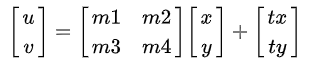 [u v] = [m1 m2 m3 m4] [x y] + [tx ty]